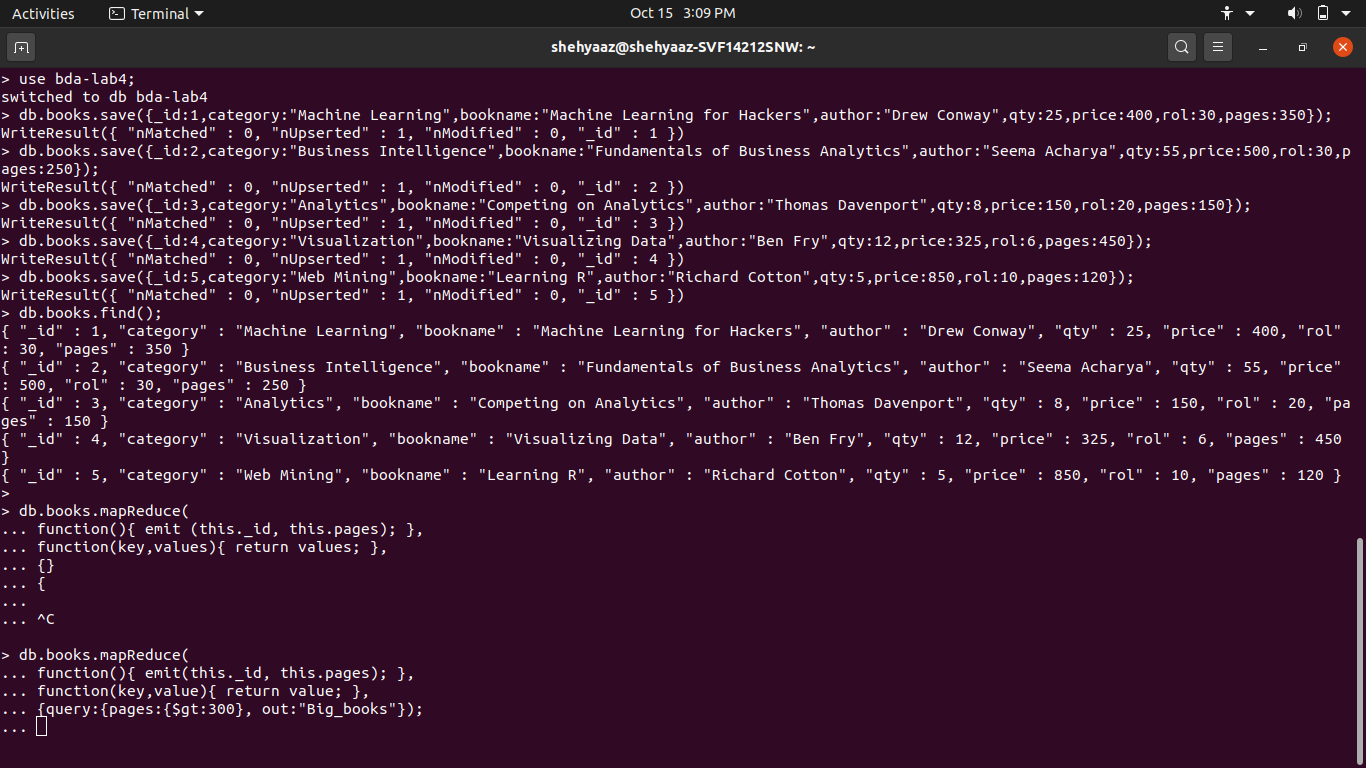 Activities Terminal Oct 15 3:09 PM
shehyaaz@shehyaaz-SVF14212SNW: ~
> use bda-lab4;
switched to db bda-lab4
> db.books.save({_id:1,category:"Machine Learning",bookname:"Machine Learning for Hackers",author:"Drew Conway",qty:25,price:400,rol:30,pages:350});
WriteResult({ "nMatched" : 0, "nUpserted" : 1, "nModified" : 0, "_id" : 1 })
> db.books.save({_id:2,category:"Business Intelligence",bookname:"Fundamentals of Business Analytics",author:"Seema Acharya",qty:55,price:500,rol:30,p
ages:250});
WriteResult({ "nMatched" : 0, "nUpserted" : 1, "nModified" : 0, "_id" : 2 })
> db.books.save({_id:3,category:"Analytics",bookname:"Competing on Analytics",author:"Thomas Davenport",qty:8,price:150,rol:20,pages:150});
WriteResult({ "nMatched" : 0, "nUpserted" : 1, "nModified" : 0, "_id" : 3 })
> db.books.save({_id:4,category:"Visualization",bookname:"Visualizing Data",author:"Ben Fry",qty:12,price:325,rol:6,pages:450});
WriteResult({ "nMatched" : 0, "nUpserted" : 1, "nModified" : 0, "_id" : 4 })
> db.books.save({_id:5,category:"Web Mining",bookname:"Learning R",author:"Richard Cotton",qty:5,price:850,rol:10,pages:120});
WriteResult({ "nMatched" : 0, "nUpserted" : 1, "nModified" : 0, "_id" : 5 })
> db.books.find();
{ "_id" : 1, "category" : "Machine Learning", "bookname" : "Machine Learning for Hackers", "author" : "Drew Conway", "qty" : 25, "price" : 400, "rol"
: 30, "pages" : 350 }
{ "_id" : 2, "category" : "Business Intelligence", "bookname" : "Fundamentals of Business Analytics", "author" : "Seema Acharya", "qty" : 55, "price"
: 500, "rol" : 30, "pages" : 250 }
{ "_id" : 3, "category" : "Analytics", "bookname" : "Competing on Analytics", "author" : "Thomas Davenport", "qty" : 8, "price" : 150, "rol" : 20, "pa
ges" : 150 }
{ "_id" : 4, "category" : "Visualization", "bookname" : "Visualizing Data", "author" : "Ben Fry", "qty" : 12, "price" : 325, "rol" : 6, "pages" : 450
}
{ "_id" : 5, "category" : "Web Mining", "bookname" : "Learning R", "author" : "Richard Cotton", "qty" : 5, "price" : 850, "rol" : 10, "pages" : 120 }
>
> db.books.mapReduce(
... function(){ emit (this._id, this.pages); },
... function(key,values){ return values; },
... {}
... {
...
... ^C
> db.books.mapReduce(
... function(){ emit(this._id, this.pages); },
... function(key,value){ return value; },
... {query:{pages:{$gt:300}, out:"Big_books"});
...